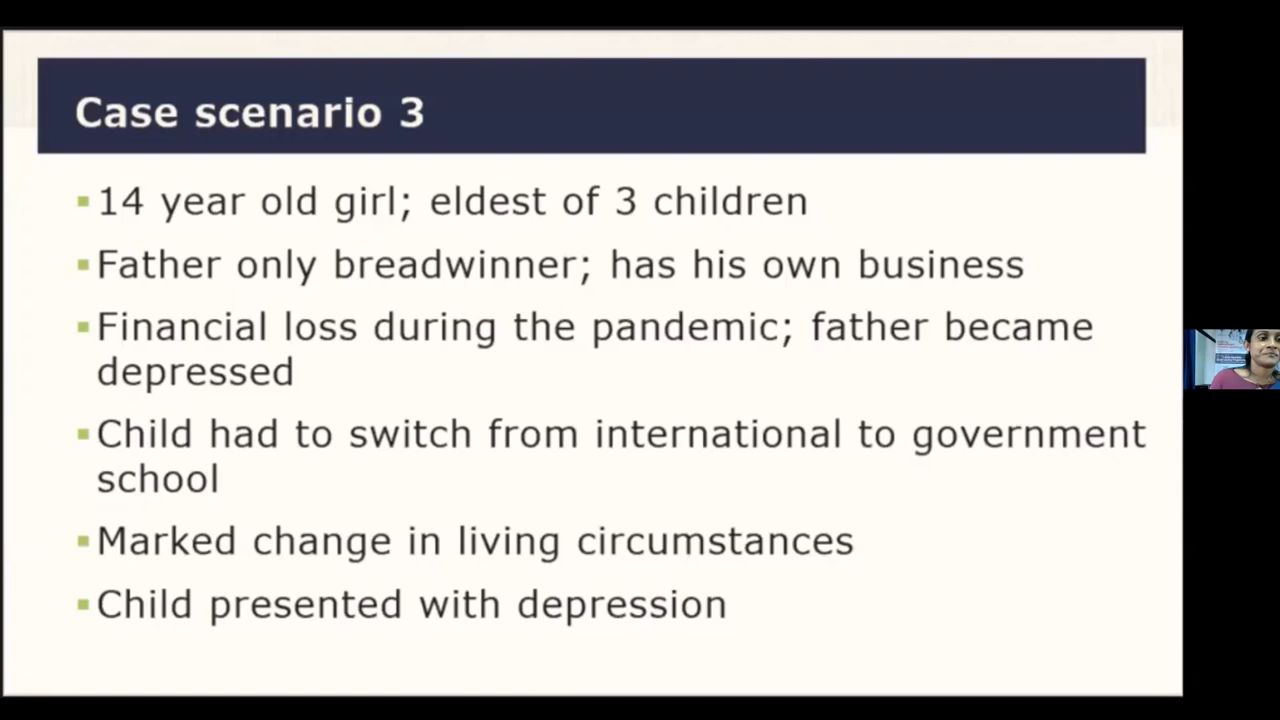 Case scenario 3
▪14 year old girl; eldest of 3 children
▪Father only breadwinner; has his own business
▪Financial loss during the pandemic; father became
depressed
▪Child had to switch from international to government
school
▪Marked change in living circumstances
▪Child presented with depression